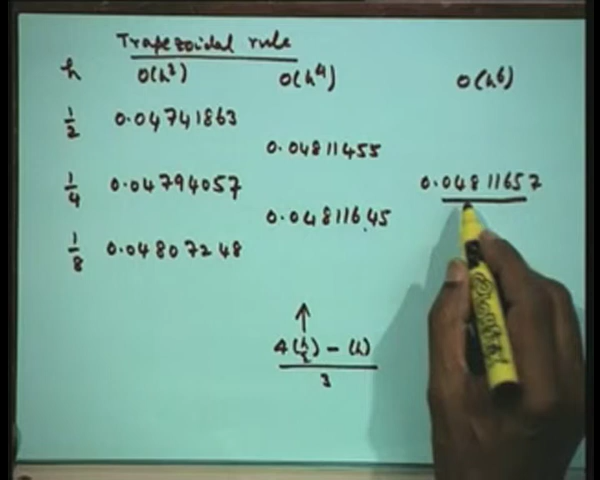 Trapezoidal rule
h O(h²) O(h⁴) O(h⁶)
1/2 0.04741863
0.04811455
1/4 0.04794057 0.04811657
0.04811645
1/8 0.04807248
↑
4(h/2) - (h)
3